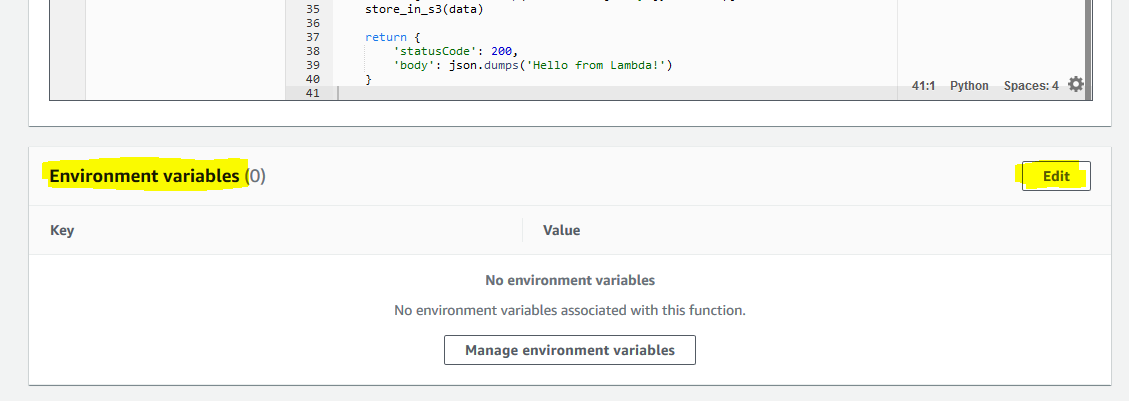 35 store_in_s3(data)
36
37 return {
38 'statusCode': 200,
39 'body': json.dumps('Hello from Lambda!')
40 }
41
41:1 Python Spaces: 4
Environment variables (0) Edit
Key Value
No environment variables
No environment variables associated with this function.
Manage environment variables